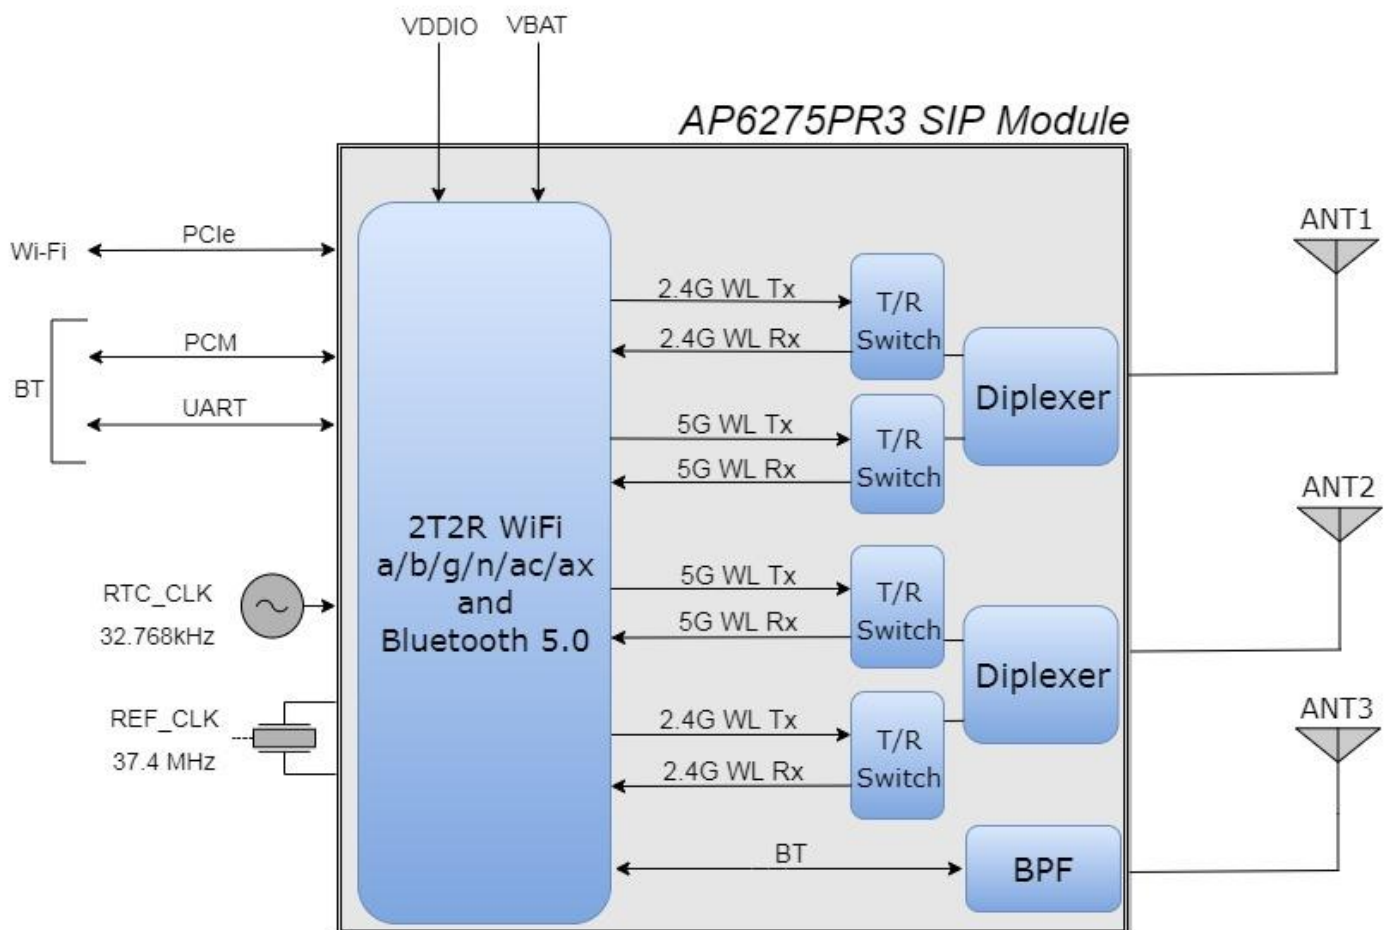 VDDIO
VBAT
AP6275PR3 SIP Module
Wi-Fi
PCIe
BT
PCM
UART
RTC_CLK
32.768kHz
REF_CLK
37.4 MHz
2T2R WiFi
a/b/g/n/ac/ax
and
Bluetooth 5.0
2.4G WL Tx
2.4G WL Rx
T/R
Switch
5G WL Tx
5G WL Rx
T/R
Switch
Diplexer
ANT1
5G WL Tx
5G WL Rx
T/R
Switch
2.4G WL Tx
2.4G WL Rx
T/R
Switch
Diplexer
ANT2
BT
BPF
ANT3